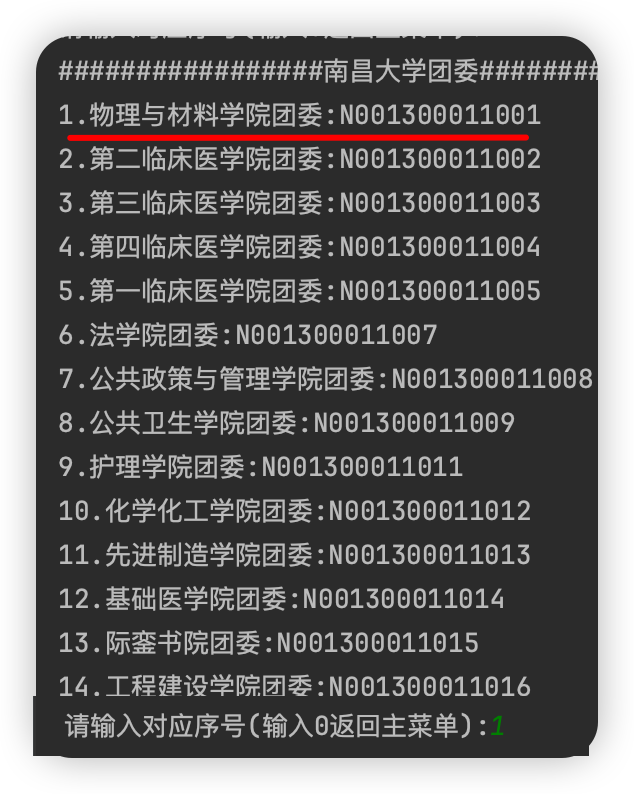 #################南昌大学团委########
1.物理与材料学院团委:N001300011001
2.第二临床医学院团委:N001300011002
3.第三临床医学院团委:N001300011003
4.第四临床医学院团委:N001300011004
5.第一临床医学院团委:N001300011005
6.法学院团委:N001300011007
7.公共政策与管理学院团委:N001300011008
8.公共卫生学院团委:N001300011009
9.护理学院团委:N001300011011
10.化学化工学院团委:N001300011012
11.先进制造学院团委:N001300011013
12.基础医学院团委:N001300011014
13.际銮书院团委:N001300011015
14.工程建设学院团委:N001300011016
请输入对应序号(输入0返回主菜单):1